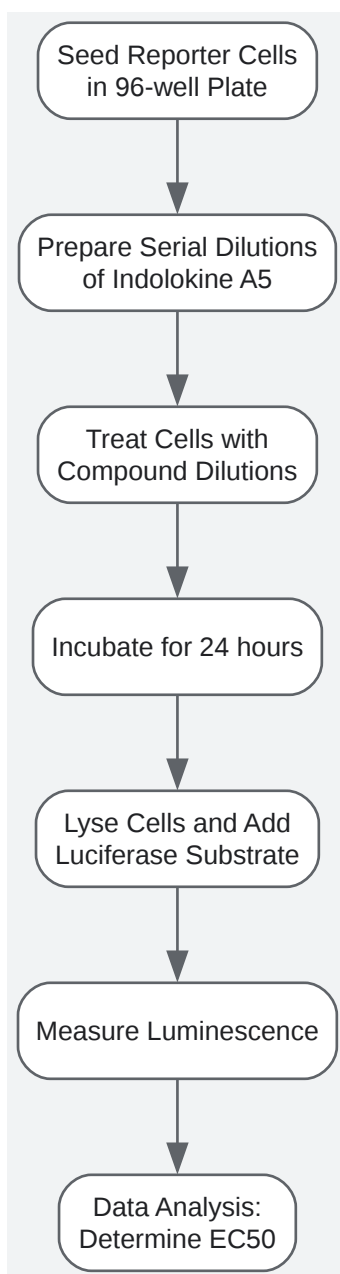 Seed Reporter Cells
in 96-well Plate
Prepare Serial Dilutions
of Indolokine A5
Treat Cells with
Compound Dilutions
Incubate for 24 hours
Lyse Cells and Add
Luciferase Substrate
Measure Luminescence
Data Analysis:
Determine EC50